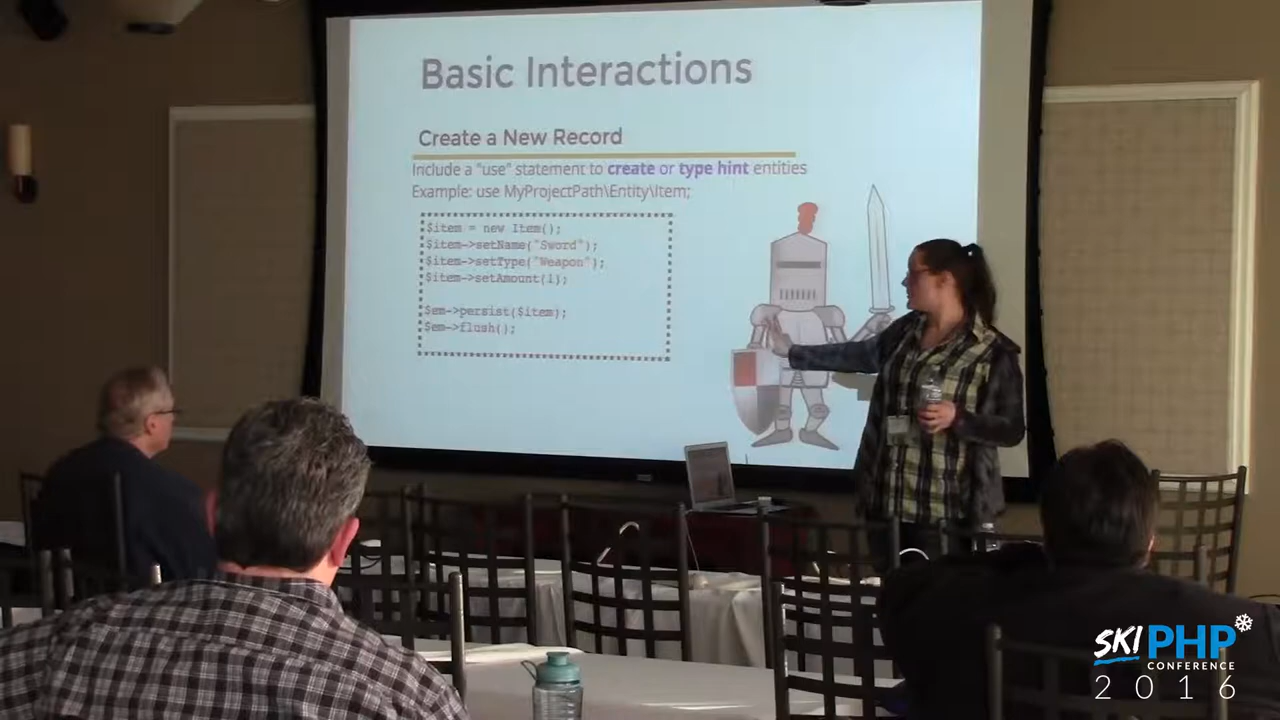 Basic Interactions
Create a New Record
Include a "use" statement to create or type hint entities
Example: use MyProjectPath\Entity\Item;
$item = new Item();
$item->setName("Sword");
$item->setType("Weapon");
$item->setAmount(1);
$em->persist($item);
$em->flush();
SKI PHP
CONFERENCE
2016